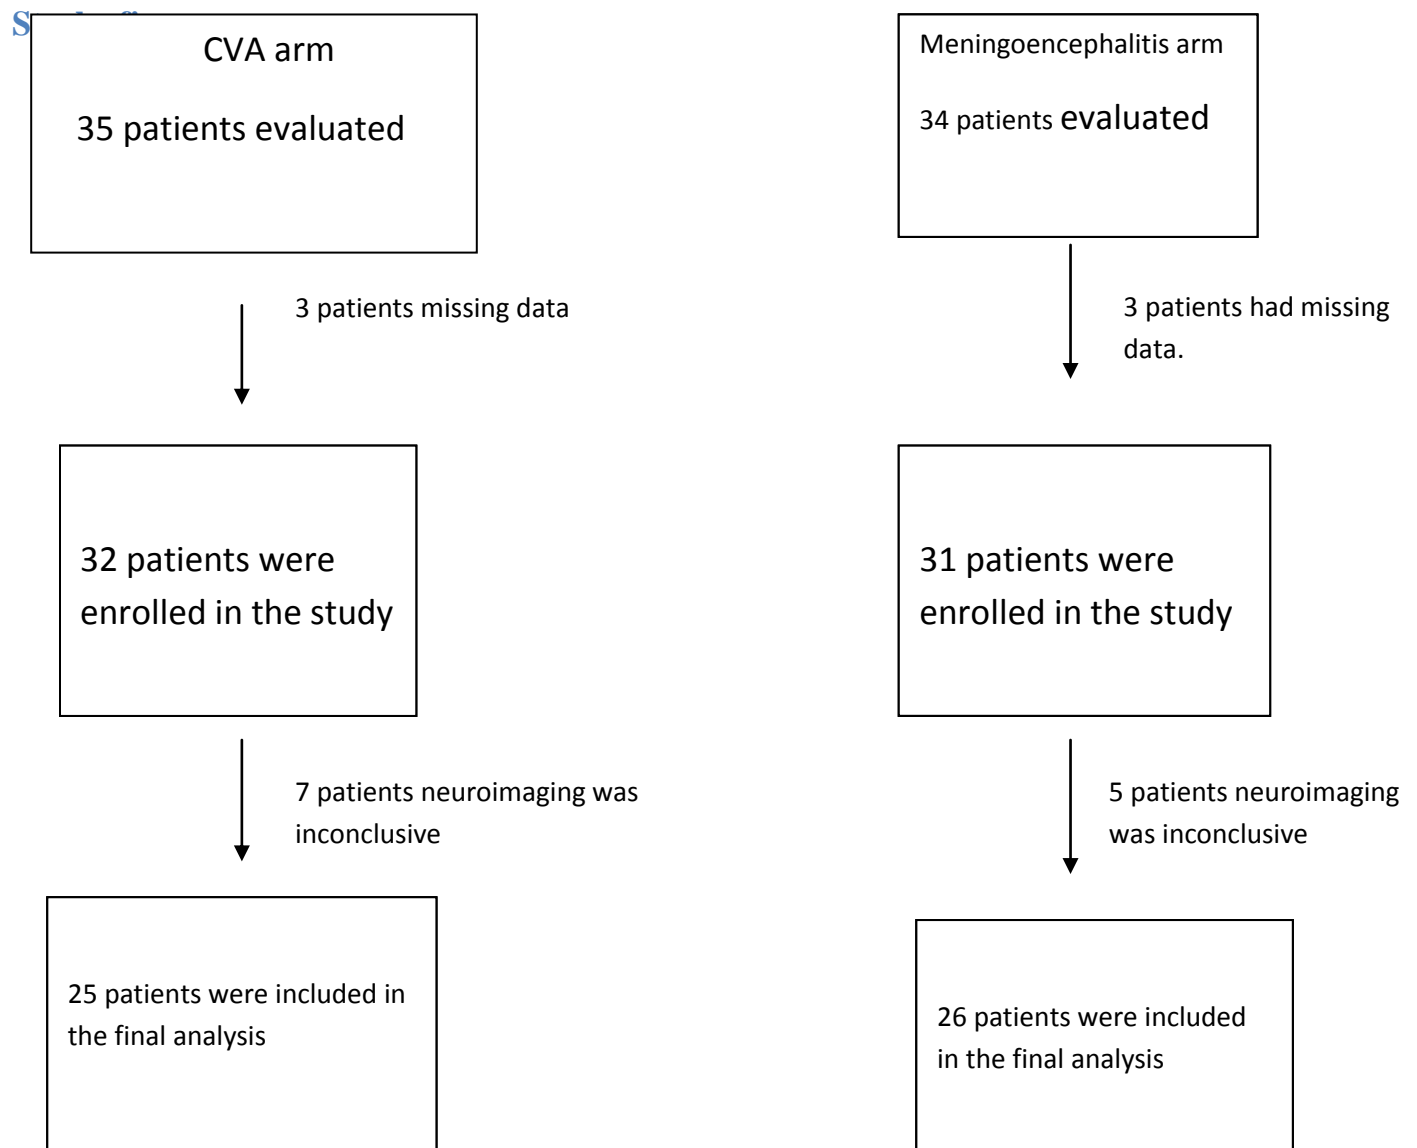 CVA arm
35 patients evaluated
3 patients missing data
32 patients were
enrolled in the study
7 patients neuroimaging was
inconclusive
25 patients were included in
the final analysis
Meningoencephalitis arm
34 patients evaluated
3 patients had missing
data.
31 patients were
enrolled in the study
5 patients neuroimaging
was inconclusive
26 patients were included
in the final analysis